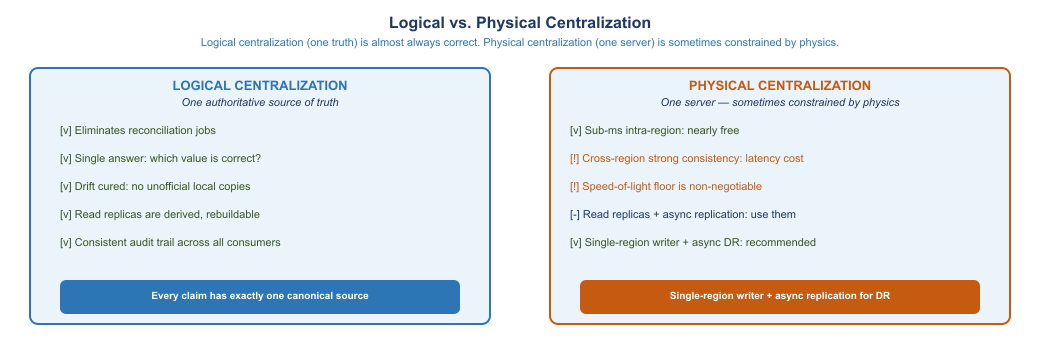 Logical vs. Physical Centralization
Logical centralization (one truth) is almost always correct. Physical centralization (one server) is sometimes constrained by physics.
LOGICAL CENTRALIZATION
One authoritative source of truth
[v] Eliminates reconciliation jobs
[v] Single answer: which value is correct?
[v] Drift cured: no unofficial local copies
[v] Read replicas are derived, rebuildable
[v] Consistent audit trail across all consumers
Every claim has exactly one canonical source
PHYSICAL CENTRALIZATION
One server — sometimes constrained by physics
[v] Sub-ms intra-region: nearly free
[!] Cross-region strong consistency: latency cost
[!] Speed-of-light floor is non-negotiable
[-] Read replicas + async replication: use them
[v] Single-region writer + async DR: recommended
Single-region writer + async replication for DR